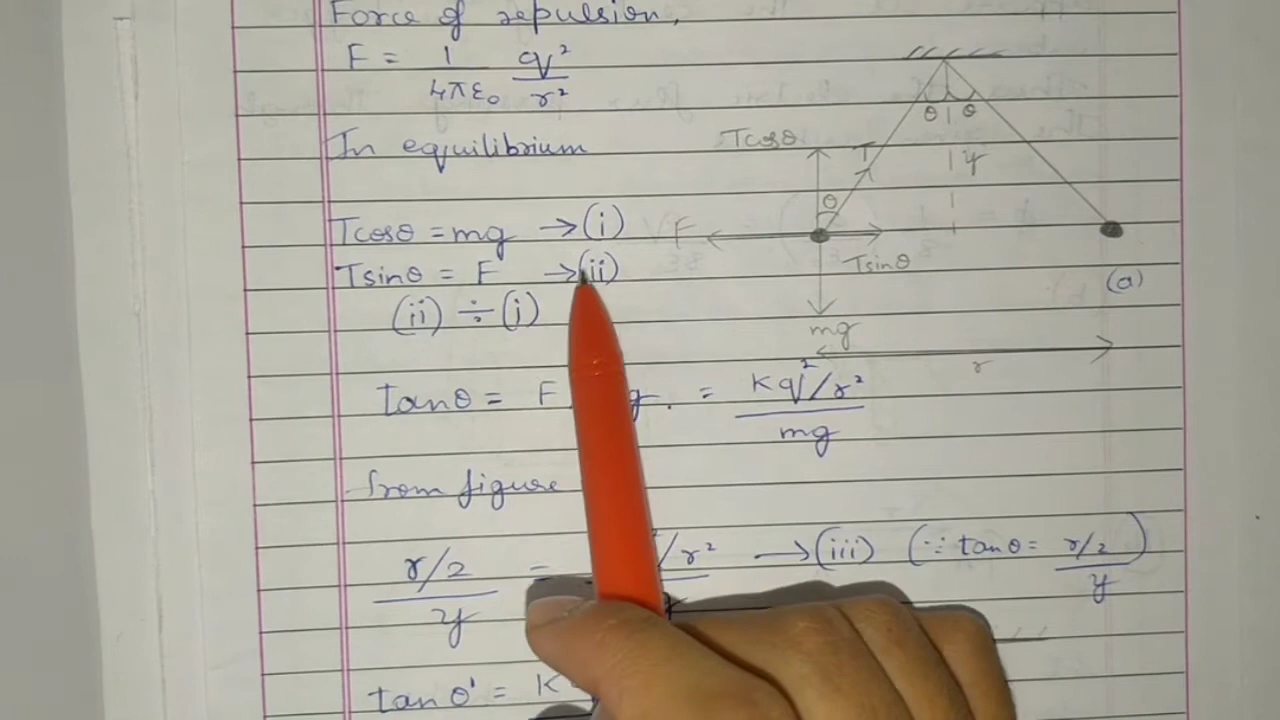 Force of repulsion,
F = 1/4πε₀ q²/r²
In equilibrium
Tcosθ = mg → (i)
Tsinθ = F → (ii)
(ii) ÷ (i)
tanθ = F g. = Kq²/r² / mg
from figure
r/2 / y = /r² → (iii) (∵ tanθ = r/2 / y)
tanθ' = K
θ θ
Tcosθ
T
y
θ
F
Tsinθ
(a)
mg
r